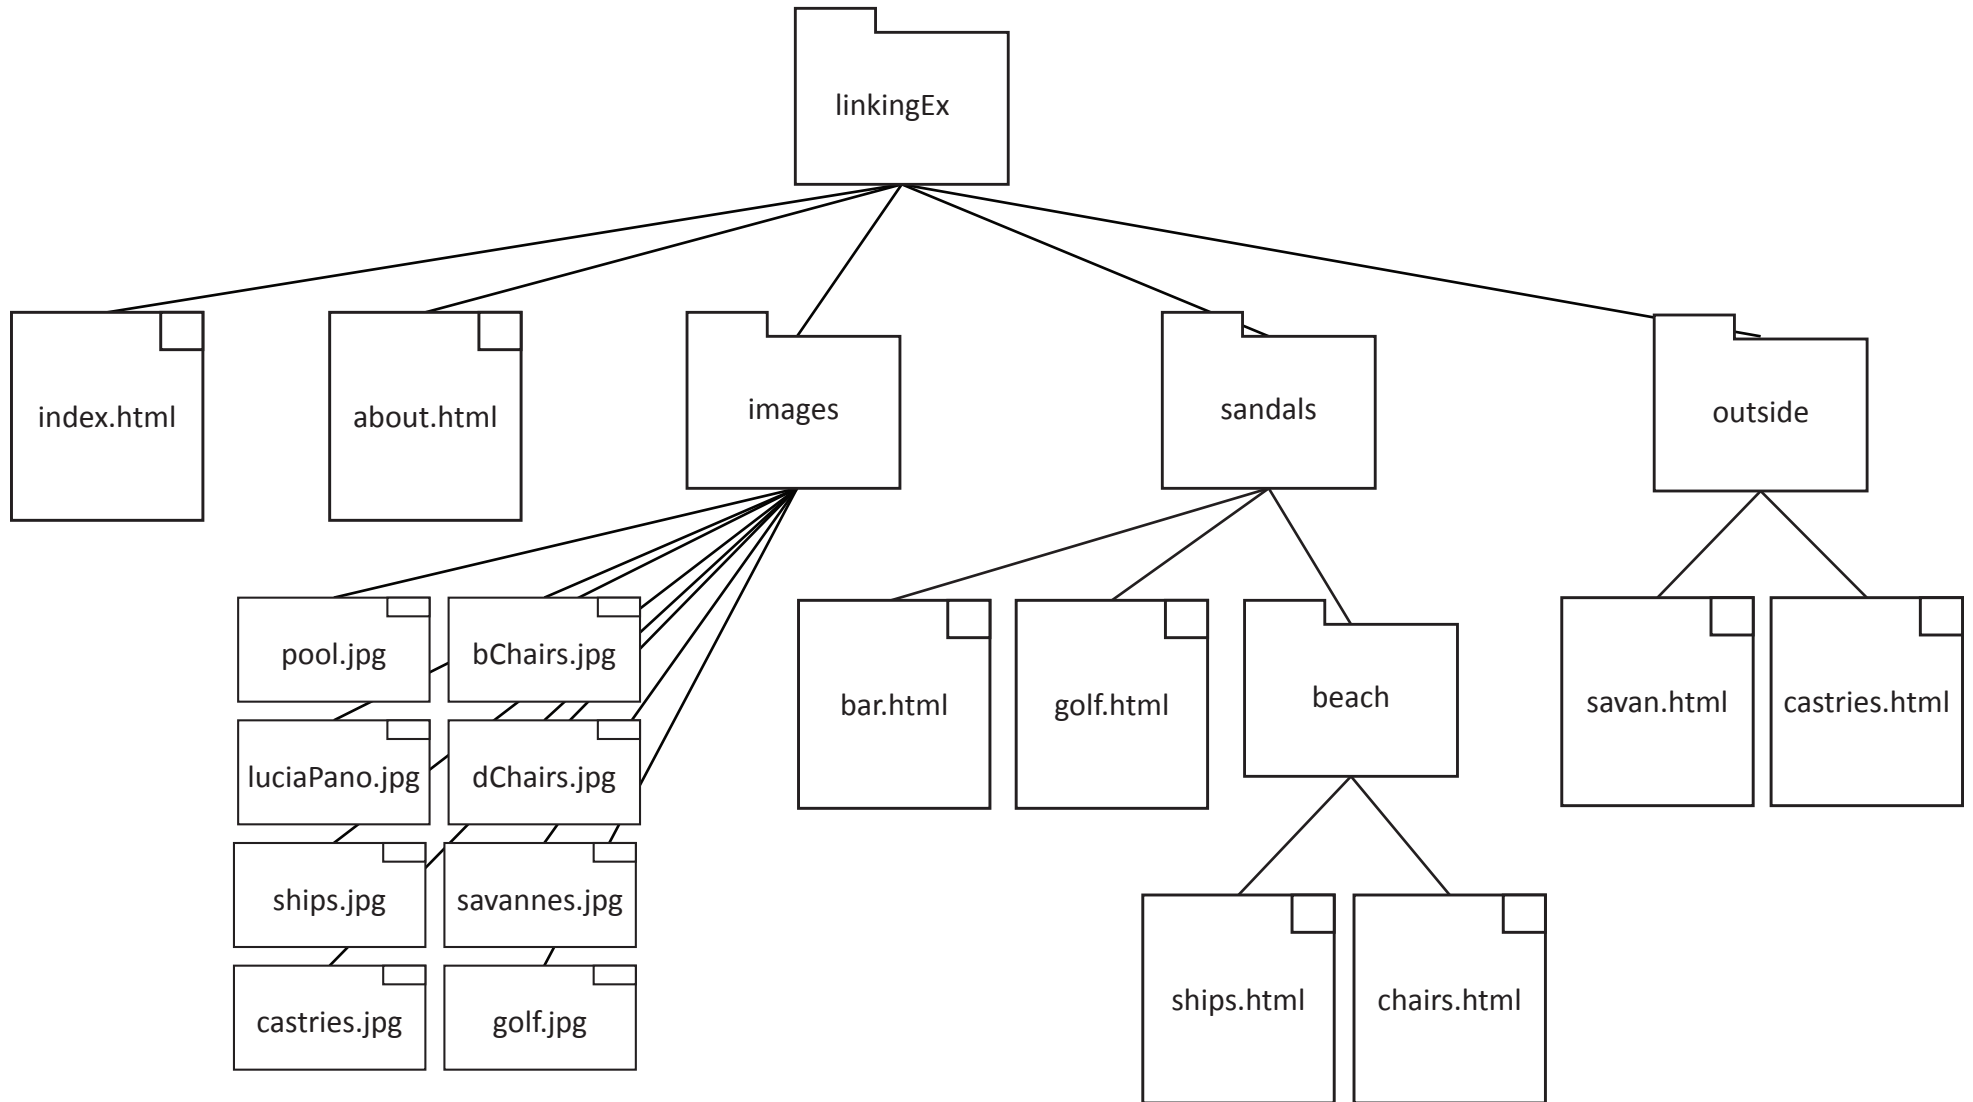 linkingEx
index.html
about.html
images
sandals
outside
pool.jpg
bChairs.jpg
luciaPano.jpg
dChairs.jpg
ships.jpg
savannes.jpg
castries.jpg
golf.jpg
bar.html
golf.html
beach
savan.html
castries.html
ships.html
chairs.html